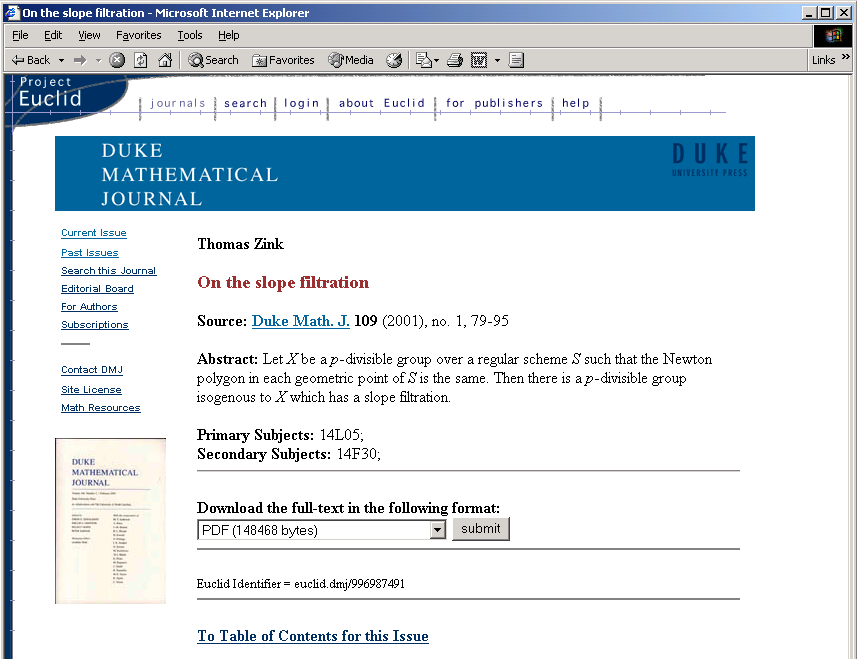 On the slope filtration - Microsoft Internet Explorer
File Edit View Favorites Tools Help
Back Search Favorites Media Links »
Project
Euclid
journals search login about Euclid for publishers help
DUKE
MATHEMATICAL
JOURNAL
DUKE
UNIVERSITY PRESS
Current Issue
Past Issues
Search this Journal
Editorial Board
For Authors
Subscriptions
Contact DMJ
Site License
Math Resources
DUKE
MATHEMATICAL
JOURNAL
Thomas Zink
On the slope filtration
Source: Duke Math. J. 109 (2001), no. 1, 79-95
Abstract: Let X be a p-divisible group over a regular scheme S such that the Newton
polygon in each geometric point of S is the same. Then there is a p-divisible group
isogenous to X which has a slope filtration.
Primary Subjects: 14L05;
Secondary Subjects: 14F30;
Download the full-text in the following format:
PDF (148468 bytes) submit
Euclid Identifier = euclid.dmj/996987491
To Table of Contents for this Issue